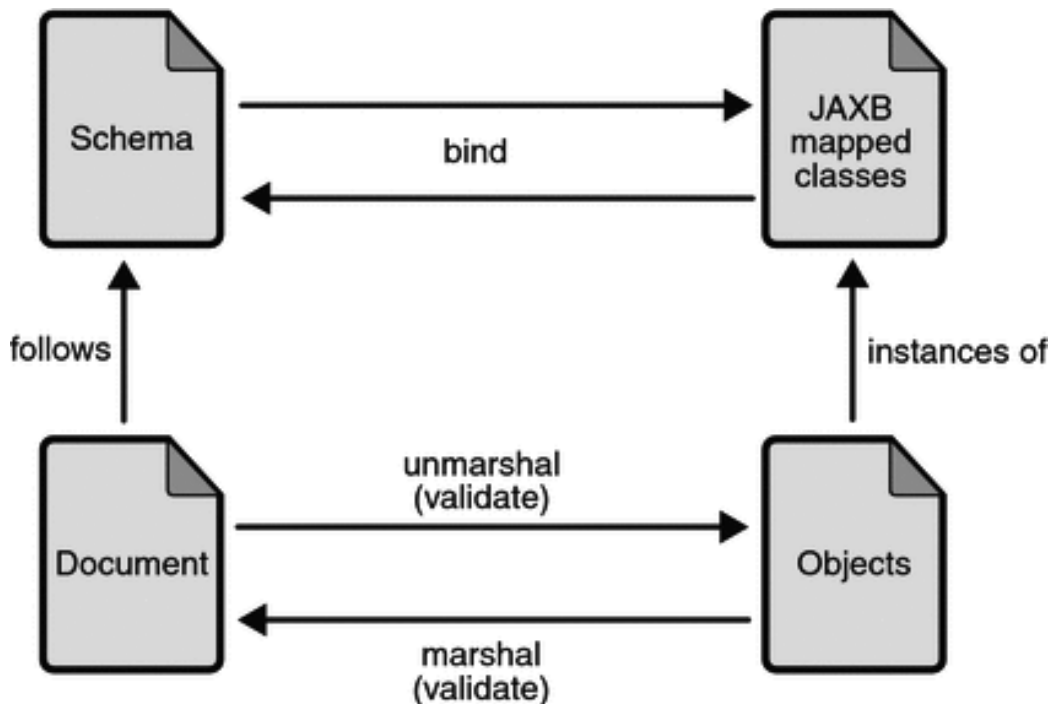 Schema
bind
JAXB
mapped
classes
follows
instances of
Document
unmarshal
(validate)
Objects
marshal
(validate)